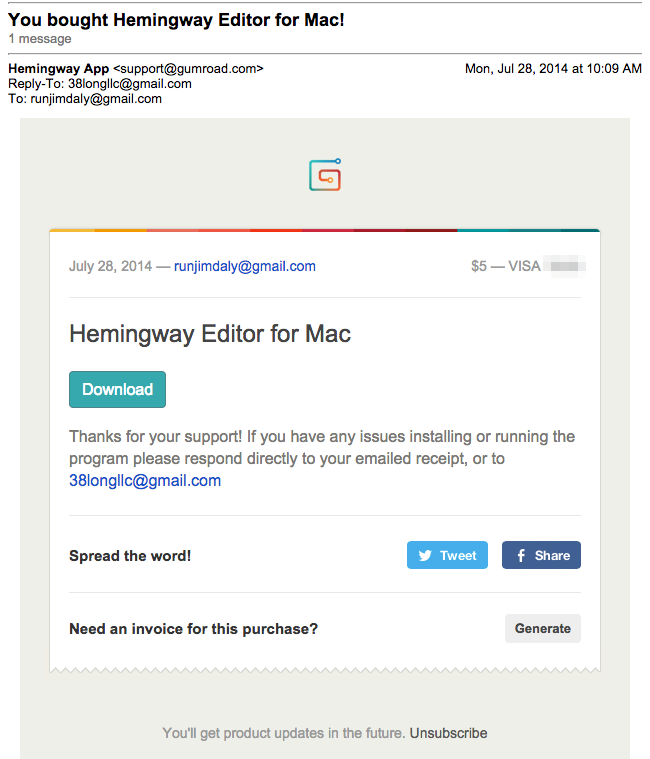 You bought Hemingway Editor for Mac!
1 message
Hemingway App <support@gumroad.com> Mon, Jul 28, 2014 at 10:09 AM
Reply-To: 38longllc@gmail.com
To: runjimdaly@gmail.com
July 28, 2014 — runjimdaly@gmail.com $5 — VISA
Hemingway Editor for Mac
Download
Thanks for your support! If you have any issues installing or running the
program please respond directly to your emailed receipt, or to
38longllc@gmail.com
Spread the word! Tweet Share
Need an invoice for this purchase? Generate
You'll get product updates in the future. Unsubscribe